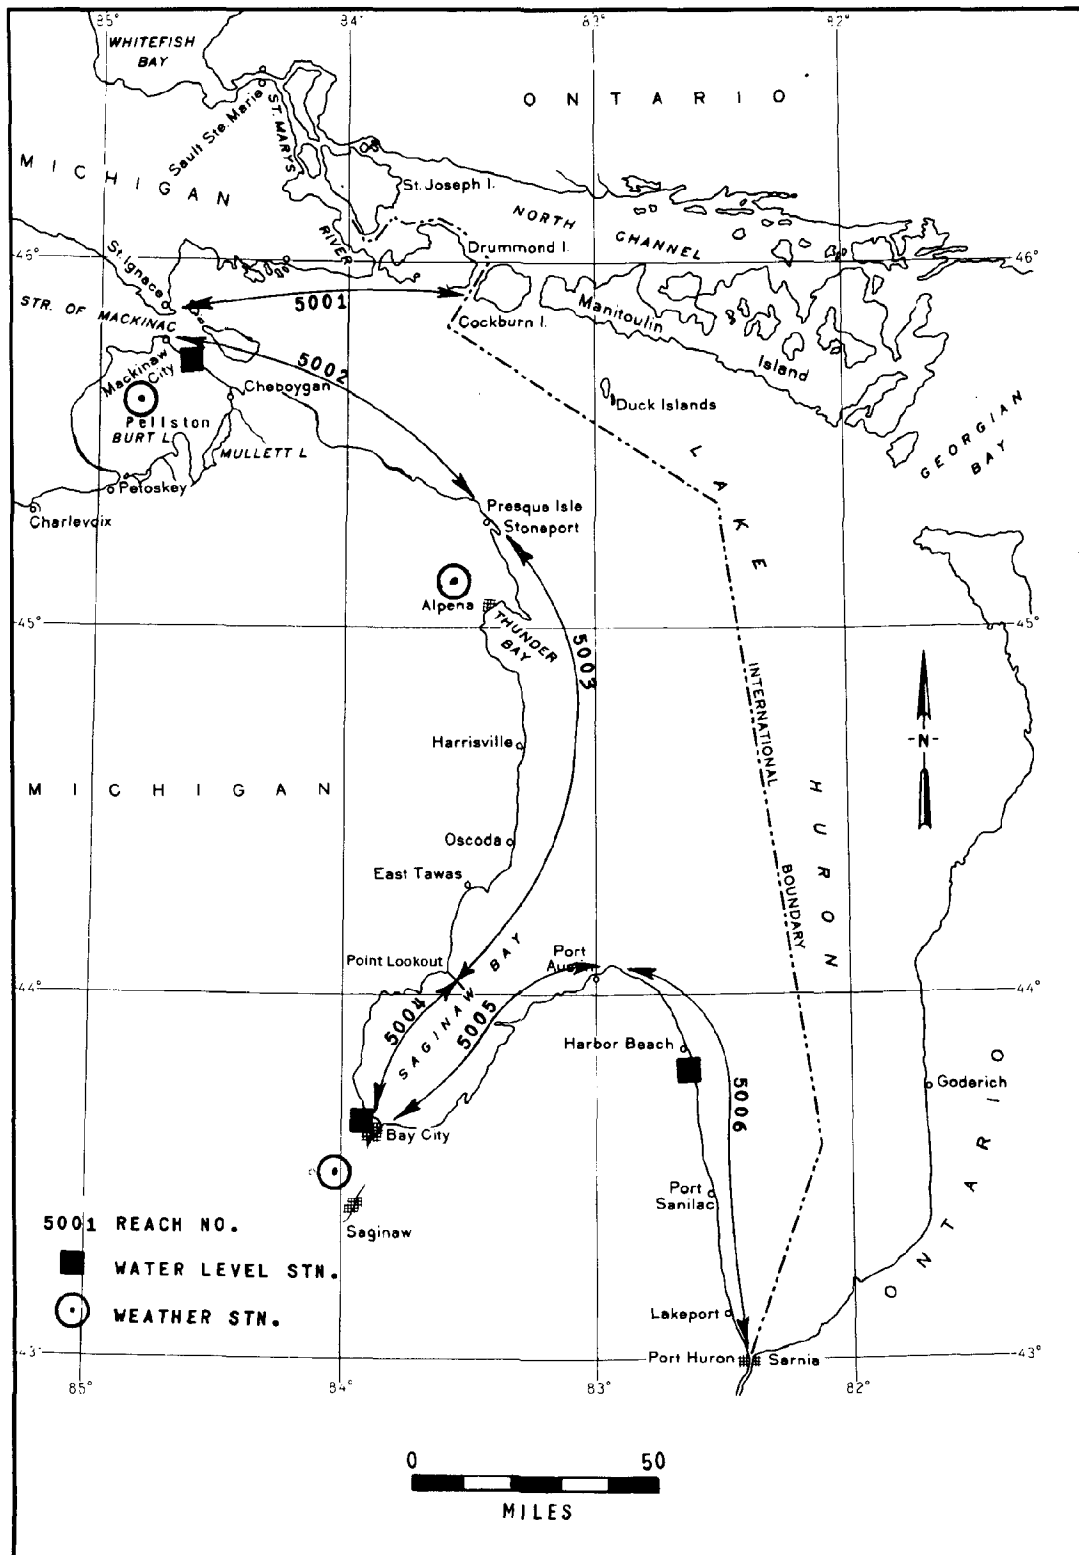 85°
84°
83°
82°
WHITEFISH
BAY
ONTARIO
Sault Ste. Marie
ST. MARYS
RIVER
MICHIGAN
St. Joseph I.
NORTH
CHANNEL
Drummond I.
46°
46°
St. Ignace
5001
STR. OF MACKINAC
Cockburn I.
Manitoulin
Island
Mackinaw
City
5002
Cheboygan
Duck Islands
Pellston
BURT L
MULLETT L
GEORGIAN
BAY
Petoskey
Charlevoix
Presque Isle
Stoneport
LAKE
HURON
Alpena
THUNDER
BAY
45°
45°
5003
INTERNATIONAL
BOUNDARY
-N-
Harrisville
MICHIGAN
Oscoda
East Tawas
Point Lookout
Port
Austin
SAGINAW BAY
44°
44°
5004
5005
Harbor Beach
5006
Goderich
ONTARIO
Bay City
Port
Sanilac
Saginaw
5001 REACH NO.
WATER LEVEL STN.
WEATHER STN.
Lakeport
43°
Port Huron
Sarnia
43°
85°
84°
83°
82°
0
50
MILES